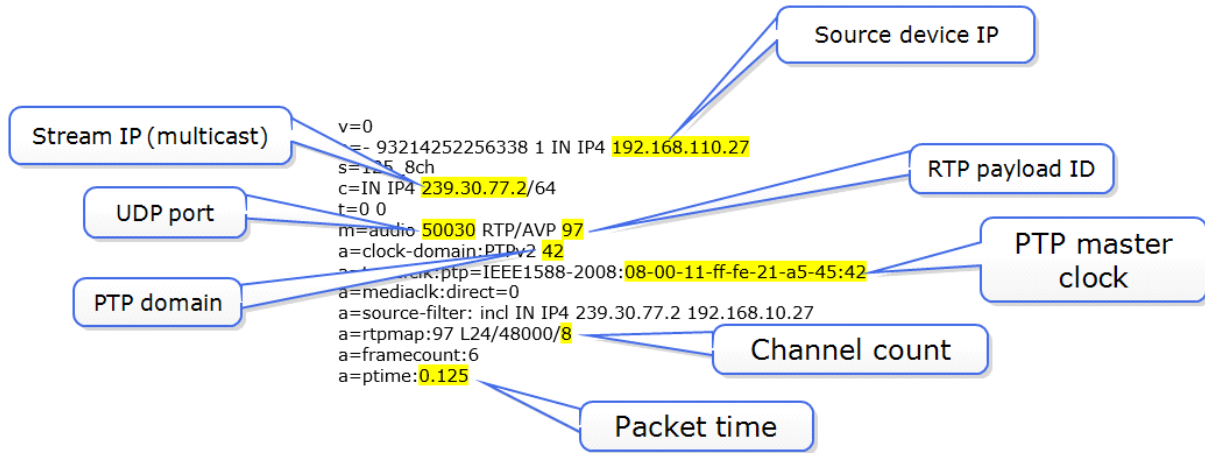 Source device IP
Stream IP (multicast)
v=0
=- 93214252256338 1 IN IP4 192.168.110.27
s=125_8ch
c=IN IP4 239.30.77.2/64
RTP payload ID
UDP port
t=0 0
m=audio 50030 RTP/AVP 97
a=clock-domain:PTPv2 42
PTP master
clock
clk:ptp=IEEE1588-2008:08-00-11-ff-fe-21-a5-45:42
PTP domain
a=mediaclk:direct=0
a=source-filter: incl IN IP4 239.30.77.2 192.168.10.27
a=rtpmap:97 L24/48000/8
Channel count
a=framecount:6
a=ptime:0.125
Packet time